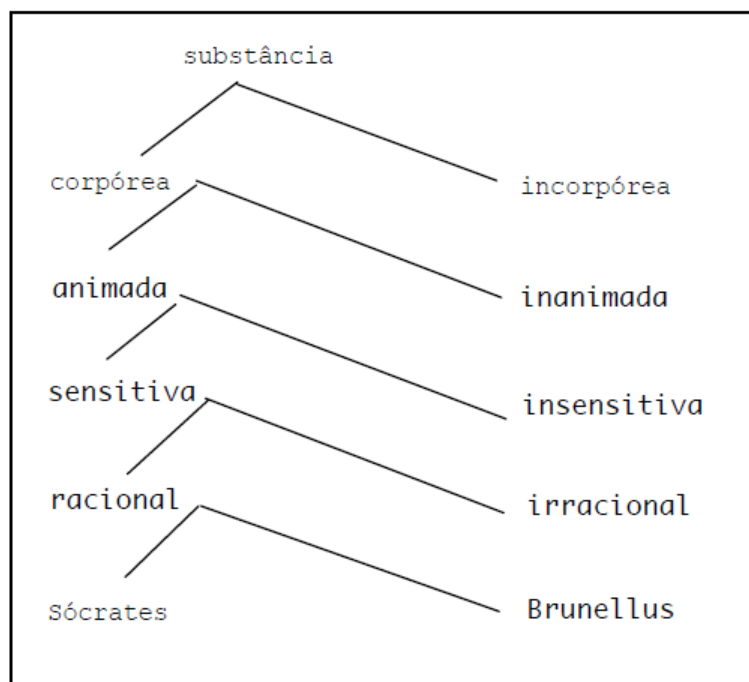 substância
corpórea
incorpórea
animada
inanimada
sensitiva
insensitiva
racional
irracional
Sócrates
Brunellus